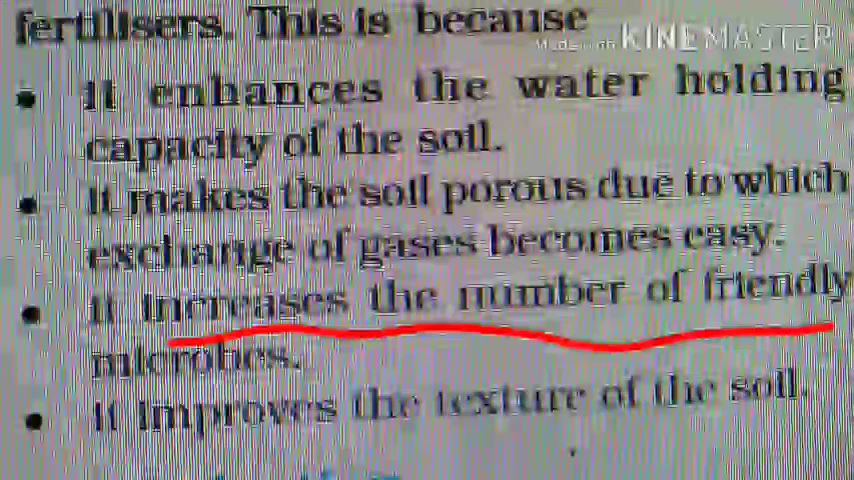 fertilisers. This is because
Made with KINEMASTER
• It enhances the water holding
capacity of the soil.
• It makes the soil porous due to which
exchange of gases becomes easy.
• It increases the number of friendly
microbes.
• It improves the texture of the soil.